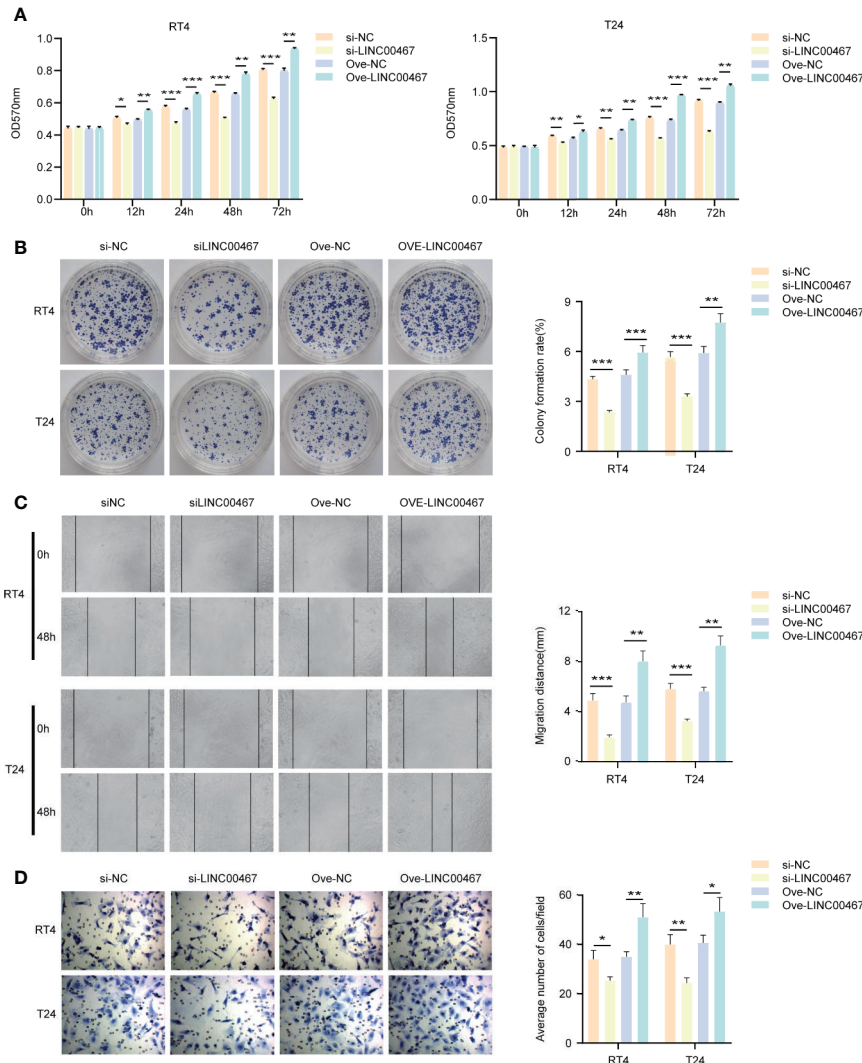 A
RT4
OD570nm
1.0
0.8
0.6
0.4
0.2
0h
12h
24h
48h
72h
*
**
***
***
***
**
***
**
si-NC
si-LINC00467
Ove-NC
Ove-LINC00467
T24
OD570nm
1.5
1.0
0.5
0.0
0h
12h
24h
48h
72h
**
*
**
**
***
***
***
**
si-NC
si-LINC00467
Ove-NC
Ove-LINC00467
B
si-NC
siLINC00467
Ove-NC
OVE-LINC00467
RT4
T24
Colony formation rate(%)
9
6
3
0
***
***
***
**
RT4
T24
si-NC
si-LINC00467
Ove-NC
Ove-LINC00467
C
siNC
siLINC00467
Ove-NC
OVE-LINC00467
RT4
0h
48h
T24
0h
48h
Migration distance(mm)
12
8
4
0
***
**
***
**
RT4
T24
si-NC
si-LINC00467
Ove-NC
Ove-LINC00467
D
si-NC
si-LINC00467
Ove-NC
Ove-LINC00467
RT4
T24
Average number of cells/field
60
40
20
0
*
**
**
*
RT4
T24
si-NC
si-LINC00467
Ove-NC
Ove-LINC00467